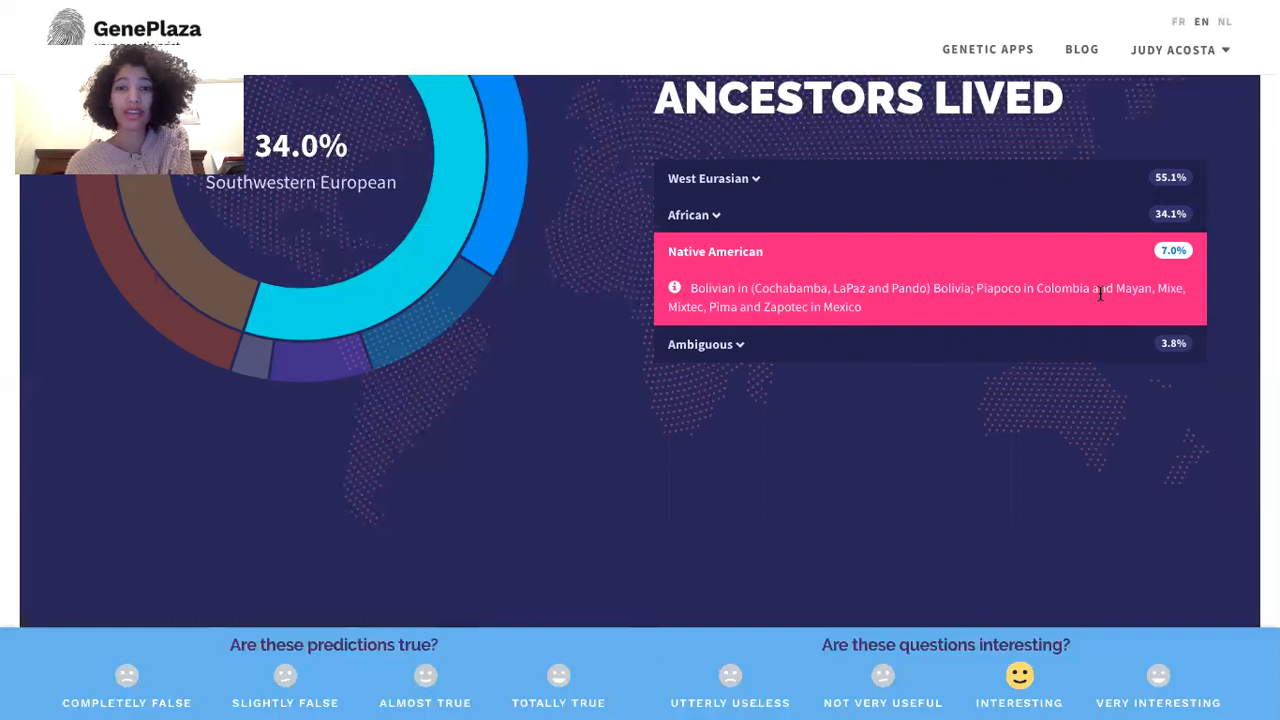 GenePlaza
FR EN NL
GENETIC APPS BLOG JUDY ACOSTA
ANCESTORS LIVED
34.0%
Southwestern European
West Eurasian 55.1%
African 34.1%
Native American 7.0%
Bolivian in (Cochabamba, LaPaz and Pando) Bolivia; Piapoco in Colombia and Mayan, Mixe,
Mixtec, Pima and Zapotec in Mexico
Ambiguous 3.8%
Are these predictions true?
COMPLETELY FALSE SLIGHTLY FALSE ALMOST TRUE TOTALLY TRUE
Are these questions interesting?
UTTERLY USELESS NOT VERY USEFUL INTERESTING VERY INTERESTING